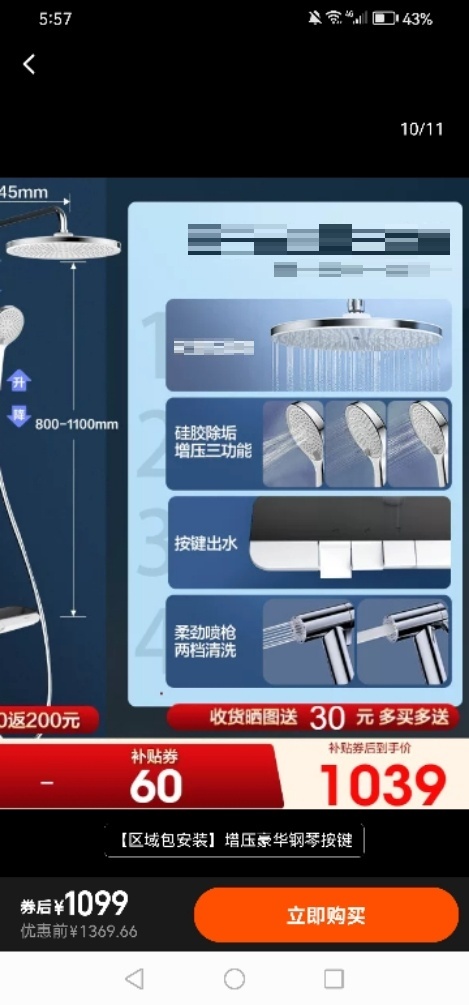 5:57
4G
43%
10/11
45mm
升
降
800-1100mm
1
2
硅胶除垢
增压三功能
3
按键出水
4
柔劲喷枪
两档清洗
返200元
收货晒图送 30 元 多买多送
补贴券
- 60
补贴券后到手价
1039
【区域包安装】增压豪华钢琴按键
券后¥1099
优惠前¥1369.66
立即购买